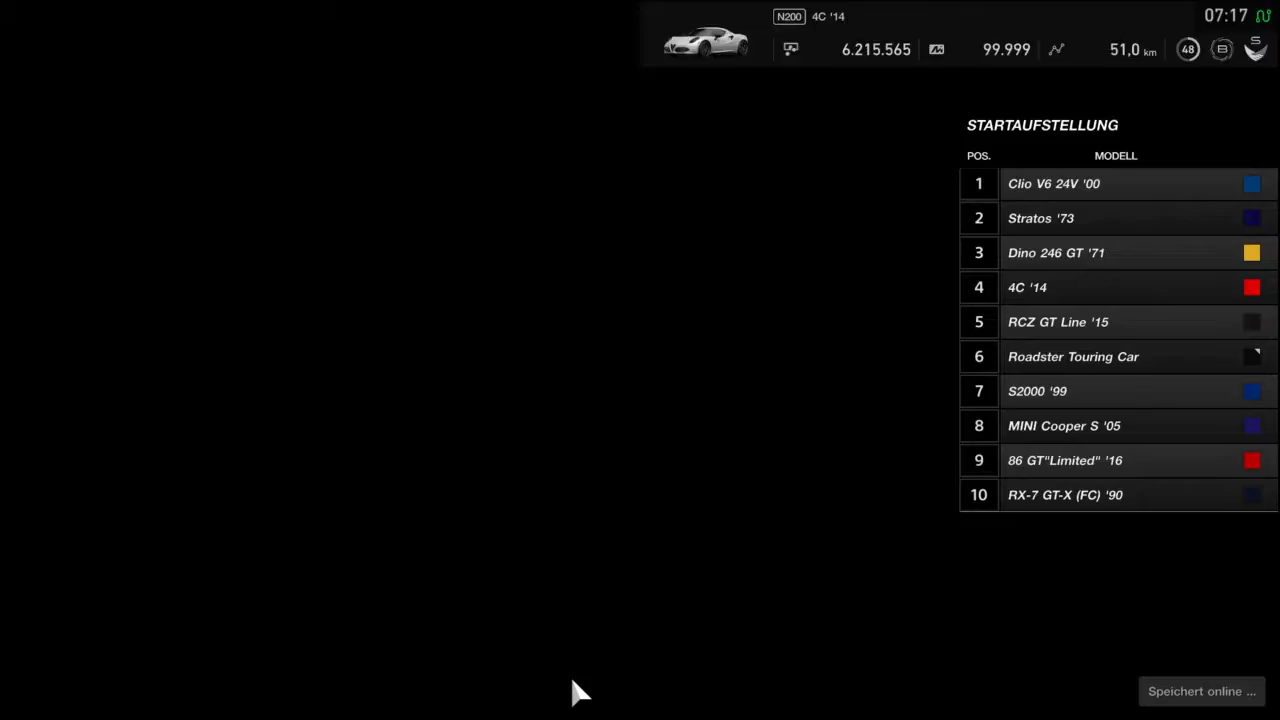 N200 4C '14
07:17
6.215.565 99.999 51,0 km 48 B S
STARTAUFSTELLUNG
POS. MODELL
1 Clio V6 24V '00
2 Stratos '73
3 Dino 246 GT '71
4 4C '14
5 RCZ GT Line '15
6 Roadster Touring Car
7 S2000 '99
8 MINI Cooper S '05
9 86 GT"Limited" '16
10 RX-7 GT-X (FC) '90
Speichert online ...